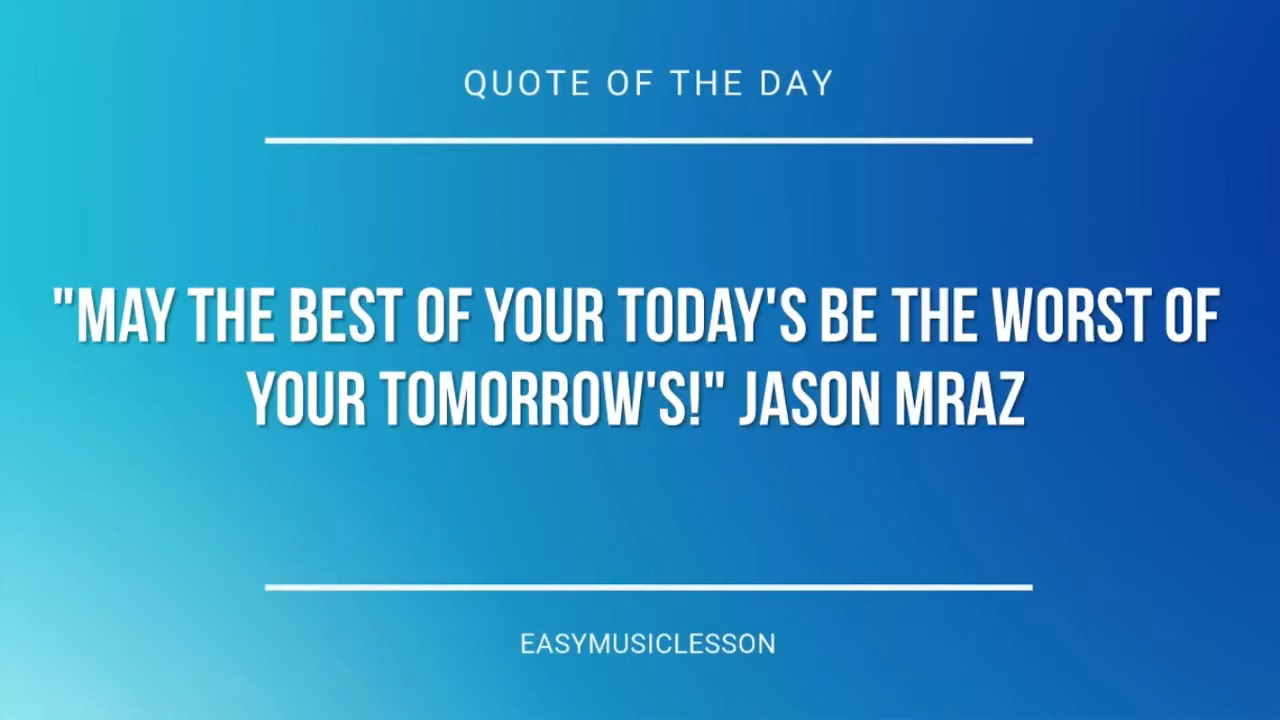 QUOTE OF THE DAY
"MAY THE BEST OF YOUR TODAY'S BE THE WORST OF
YOUR TOMORROW'S!" JASON MRAZ
EASYMUSICLESSON